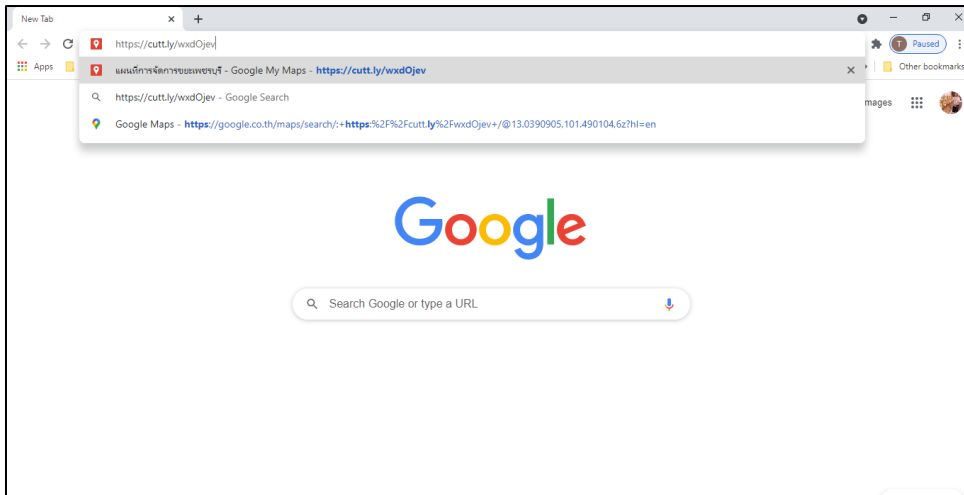 New Tab
https://cutt.ly/wxdOjev
T Paused
Apps
Other bookmarks
แผนที่การจัดการขยะเพชรบุรี - Google My Maps - https://cutt.ly/wxdOjev
https://cutt.ly/wxdOjev - Google Search
mages
Google Maps - https://google.co.th/maps/search/:+https:%2F%2Fcutt.ly%2FwxdOjev+/@13.0390905.101.490104.6z?hl=en
Google
Search Google or type a URL